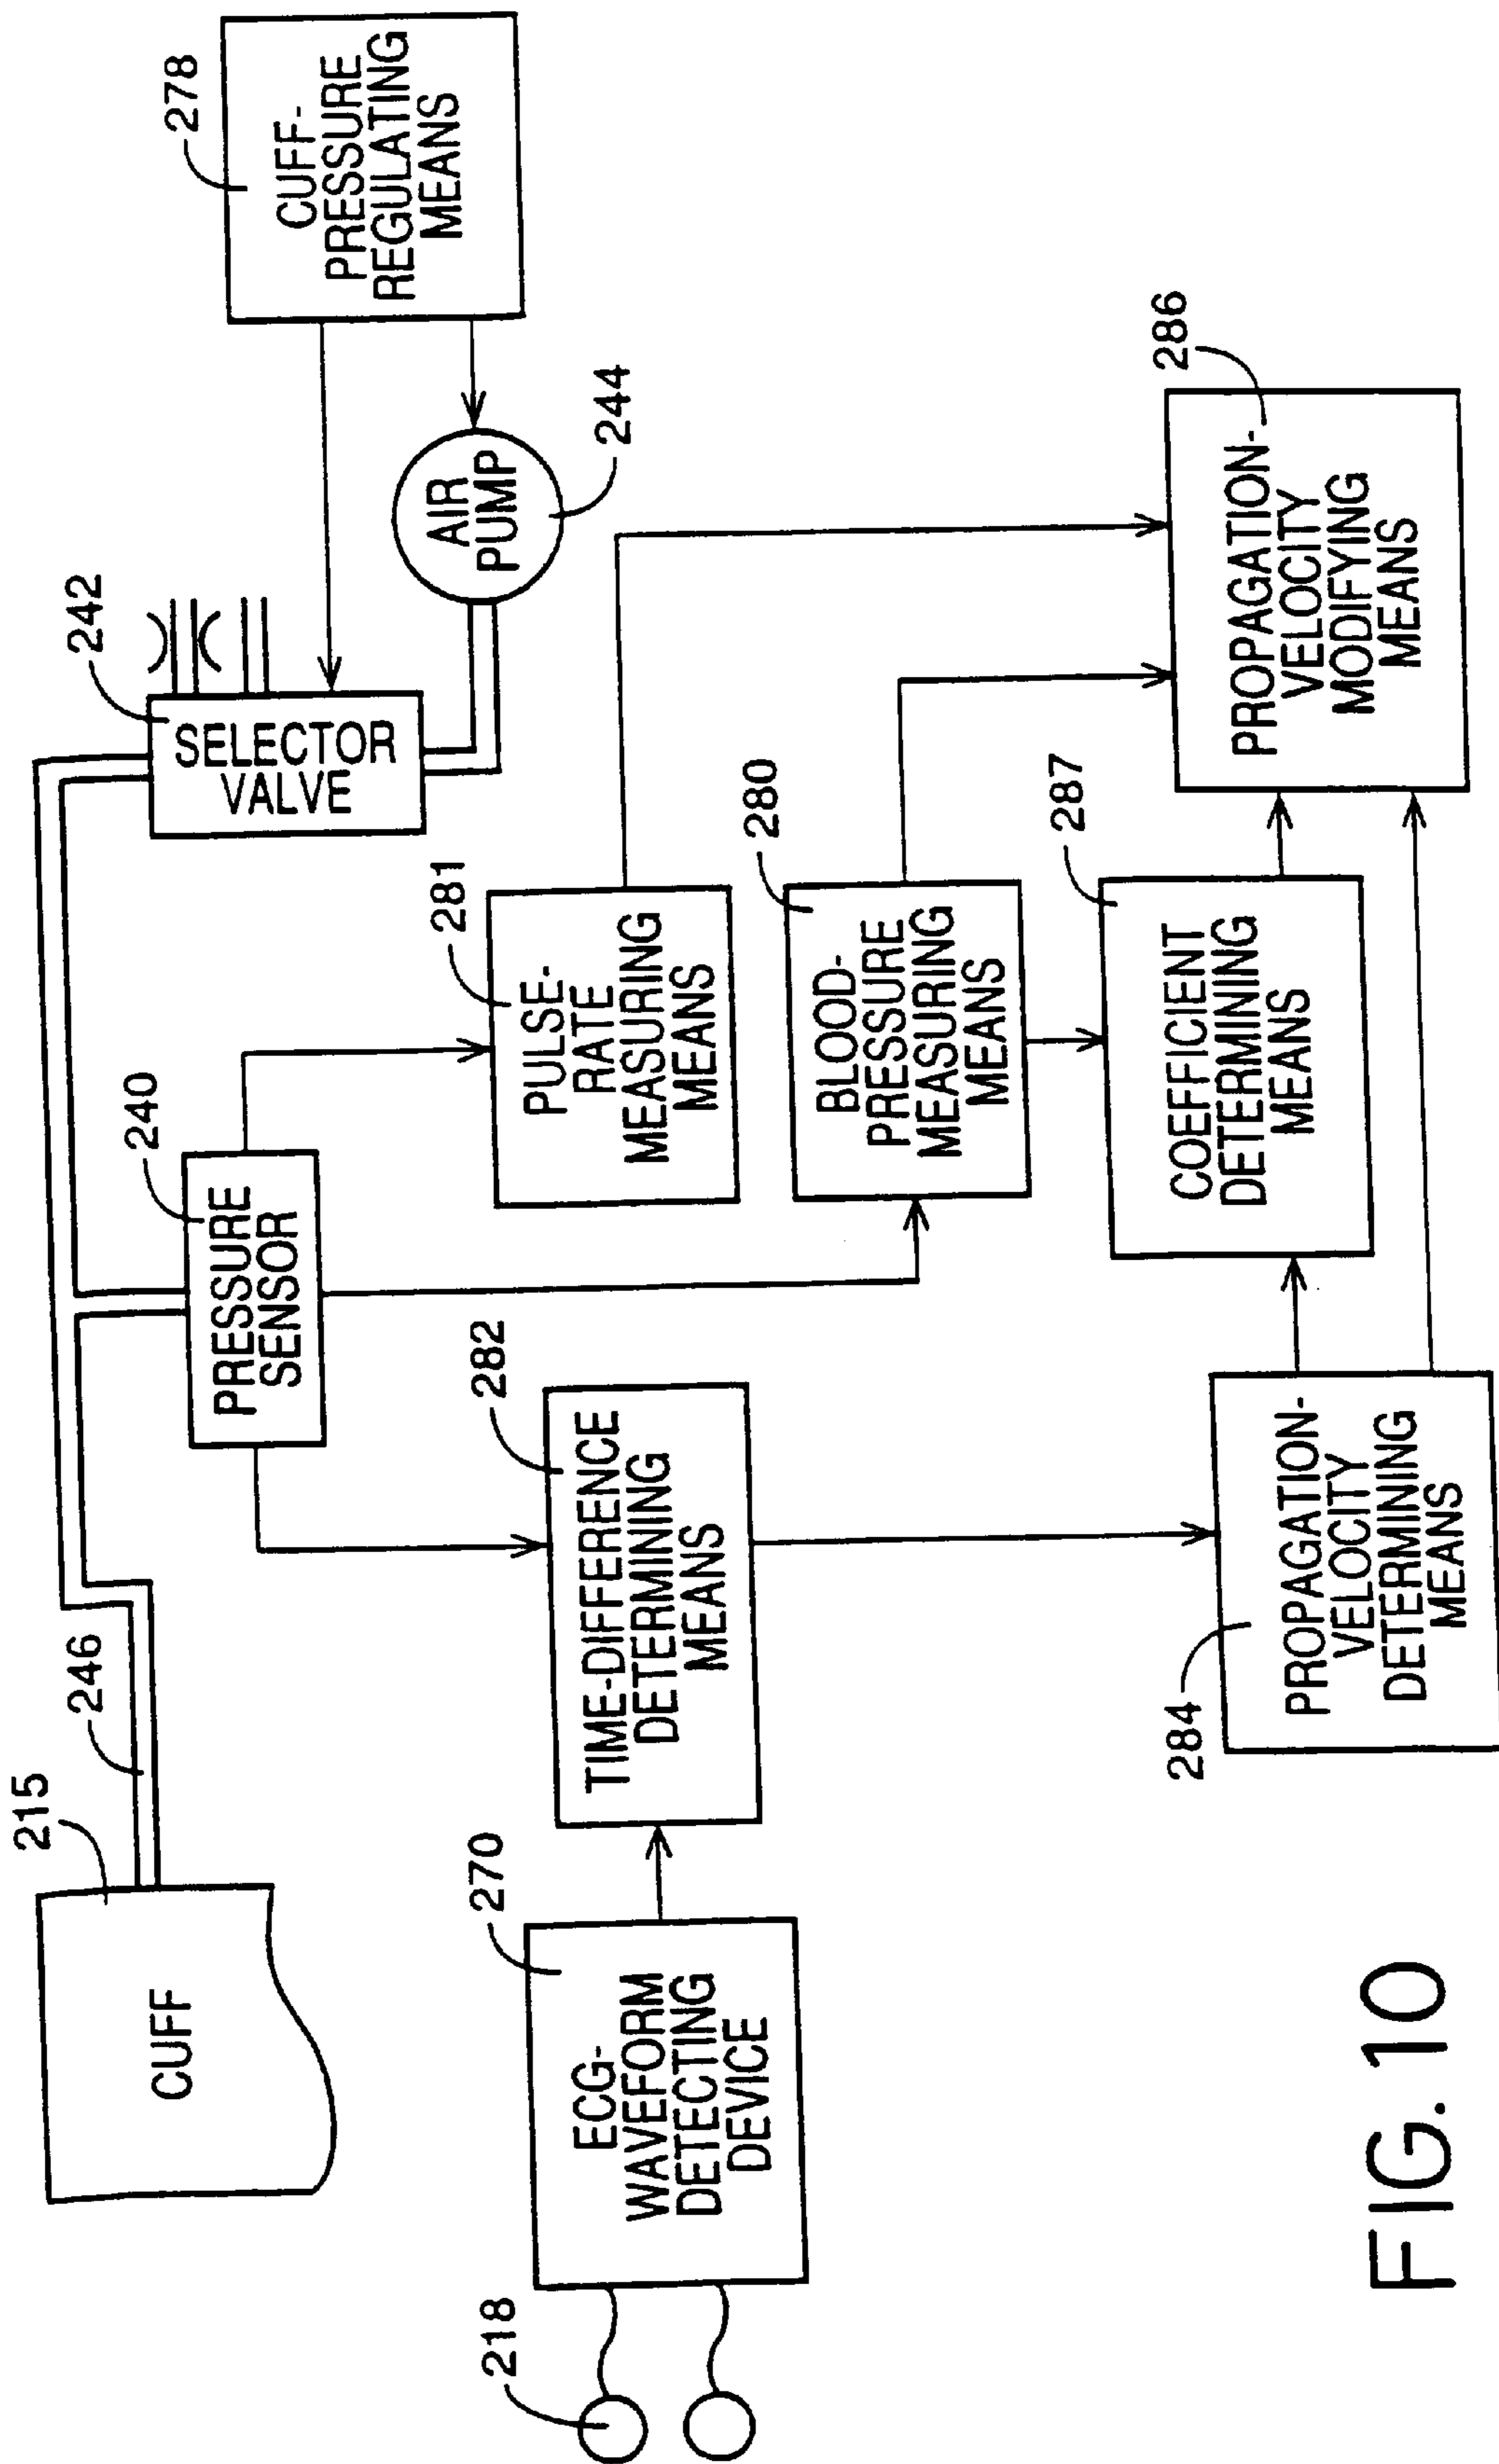 215
CUFF
246
240
PRESSURE
SENSOR
242
SELECTOR
VALVE
278
CUFF-
PRESSURE
REGULATING
MEANS
AIR
PUMP
244
218
270
ECG-
WAVEFORM
DETECTING
DEVICE
282
TIME-DIFFERENCE
DETERMINING
MEANS
281
PULSE-
RATE
MEASURING
MEANS
280
BLOOD-
PRESSURE
MEASURING
MEANS
284
PROPAGATION-
VELOCITY
DETERMINING
MEANS
287
COEFFICIENT
DETERMINING
MEANS
286
PROPAGATION-
VELOCITY
MODIFYING
MEANS
FIG. 10